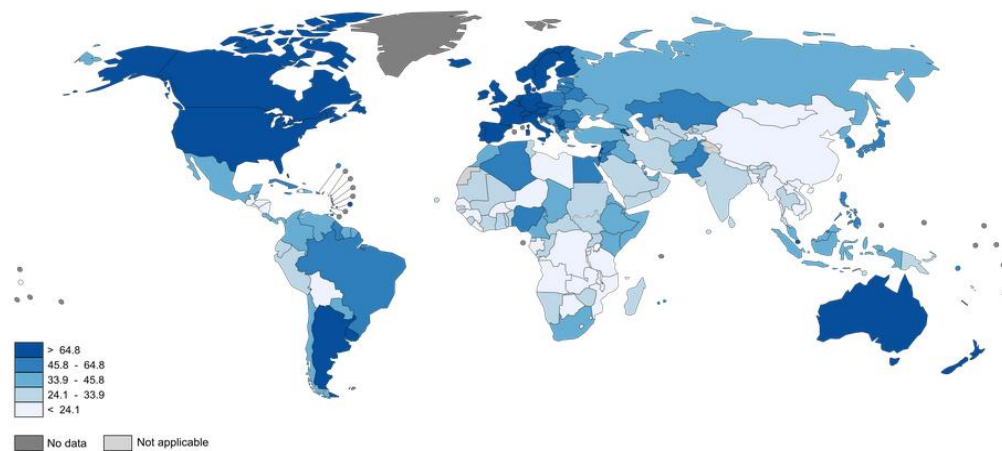 > 64.8
45.8 - 64.8
33.9 - 45.8
24.1 - 33.9
< 24.1
No data
Not applicable